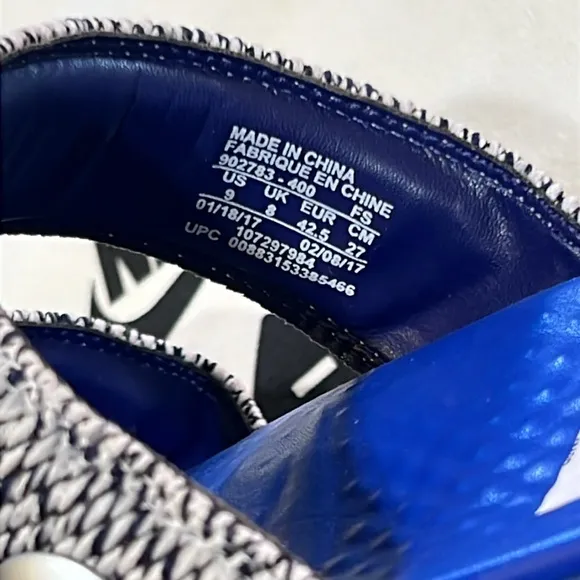 MADE IN CHINA
FABRIQUE EN CHINE
902783-400 FS
US UK EUR CM
9 8 42.5 27
01/18/17 02/08/17
107297984
UPC 00883153385466